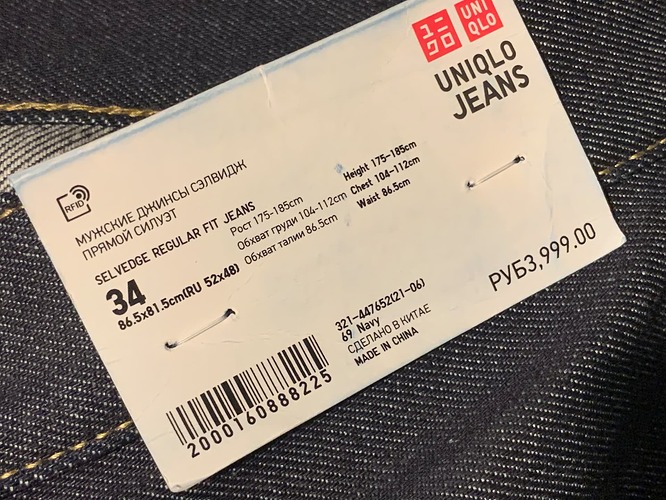 ユニ
クロ
UNI
QLO
UNIQLO
JEANS
RFID
МУЖСКИЕ ДЖИНСЫ СЭЛВИДЖ
ПРЯМОЙ СИЛУЭТ
SELVEDGE REGULAR FIT JEANS
34
86.5x81.5cm(RU 52x48)
Рост 175-185cm
Обхват груди 104-112cm
Обхват талии 86.5cm
Height 175-185cm
Chest 104-112cm
Waist 86.5cm
РУБ3,999.00
321-447652(21-06)
69 Navy
СДЕЛАНО В КИТАЕ
MADE IN CHINA
2000160888225